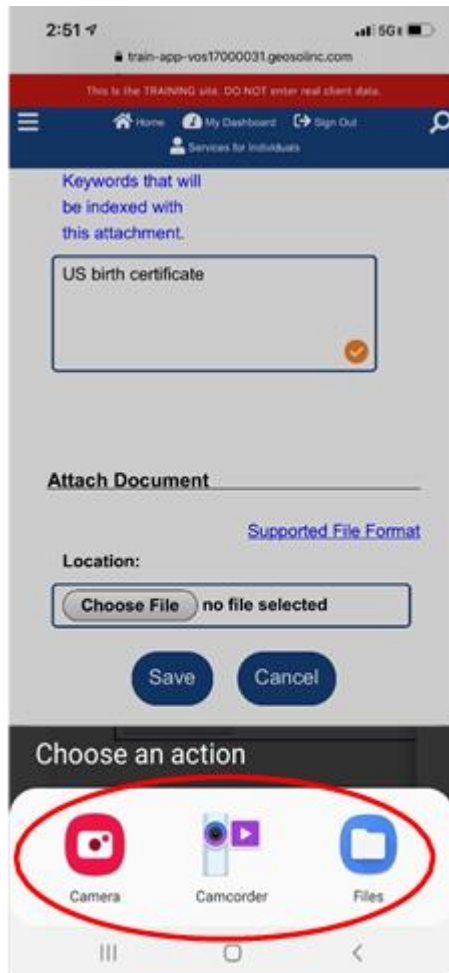 2:51 5G
train-app-vos17000031.geosolinc.com
This is the TRAINING site. DO NOT enter real client data.
Home My Dashboard Sign Out
Services for Individuals
Keywords that will
be indexed with
this attachment.
US birth certificate
Attach Document
Supported File Format
Location:
Choose File no file selected
Save Cancel
Choose an action
Camera Camcorder Files